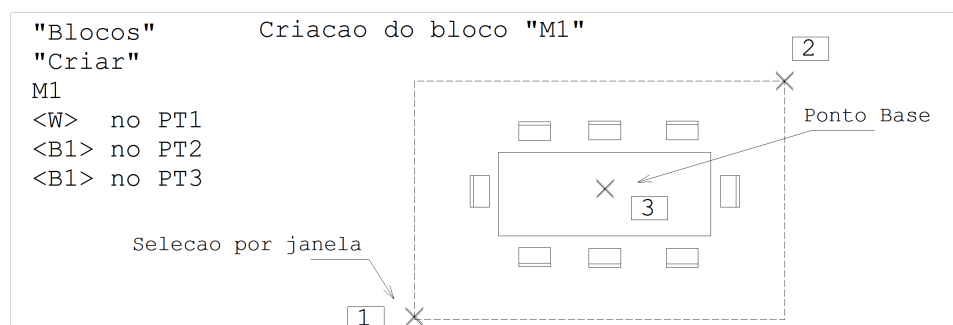 "Blocos"
Criacao do bloco "M1"
"Criar"
M1
<W> no PT1
<B1> no PT2
<B1> no PT3
2
Ponto Base
3
Selecao por janela
1